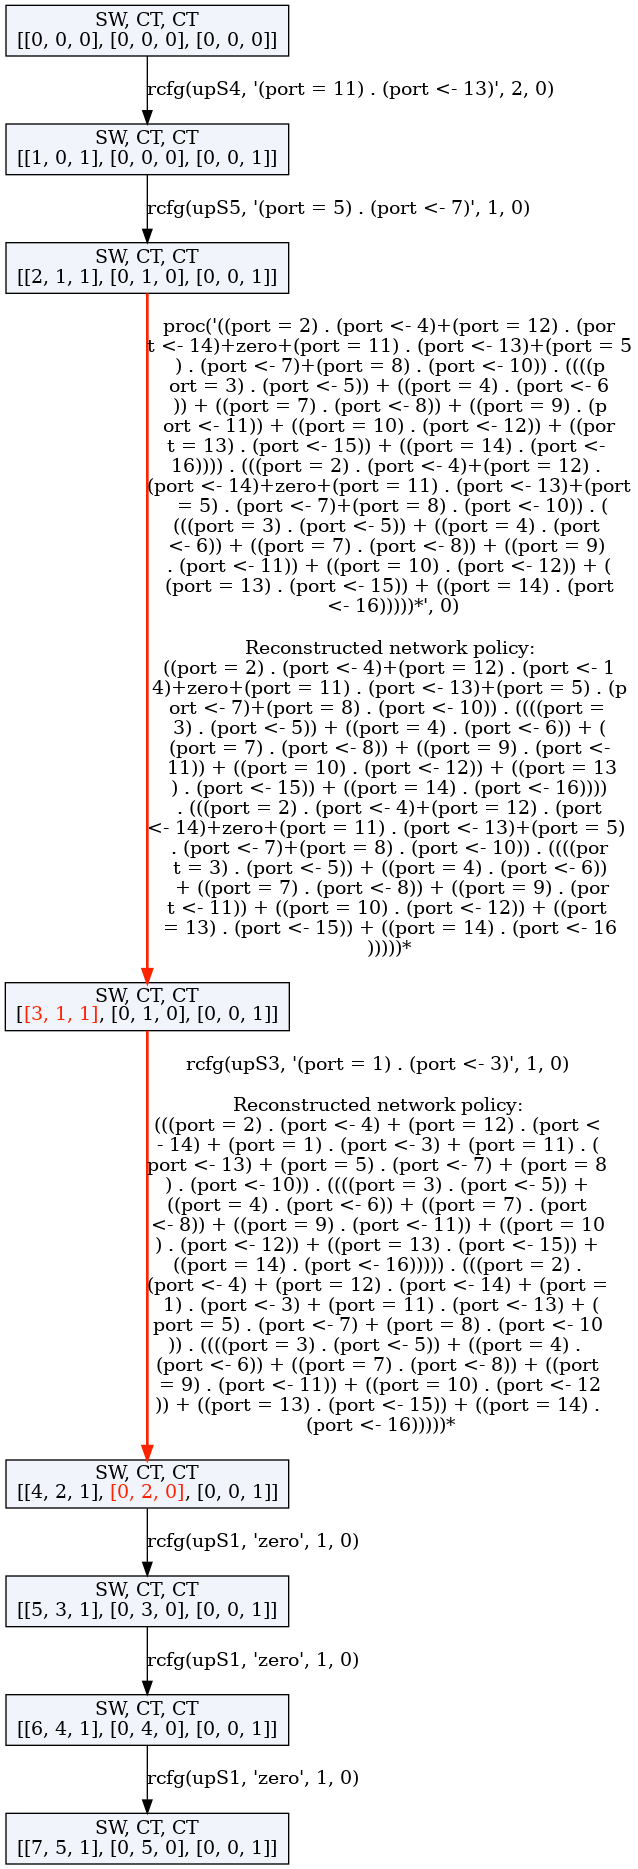 SW, CT, CT
[[0, 0, 0], [0, 0, 0], [0, 0, 0]]
rcfg(upS4, '(port = 11) . (port <- 13)', 2, 0)
SW, CT, CT
[[1, 0, 1], [0, 0, 0], [0, 0, 1]]
rcfg(upS5, '(port = 5) . (port <- 7)', 1, 0)
SW, CT, CT
[[2, 1, 1], [0, 1, 0], [0, 0, 1]]
proc('((port = 2) . (port <- 4)+(port = 12) . (por
t <- 14)+zero+(port = 11) . (port <- 13)+(port = 5
) . (port <- 7)+(port = 8) . (port <- 10)) . ((((p
ort = 3) . (port <- 5)) + ((port = 4) . (port <- 6
)) + ((port = 7) . (port <- 8)) + ((port = 9) . (p
ort <- 11)) + ((port = 10) . (port <- 12)) + ((por
t = 13) . (port <- 15)) + ((port = 14) . (port <-
16)))) . (((port = 2) . (port <- 4)+(port = 12) .
(port <- 14)+zero+(port = 11) . (port <- 13)+(port
= 5) . (port <- 7)+(port = 8) . (port <- 10)) . (
(((port = 3) . (port <- 5)) + ((port = 4) . (port
<- 6)) + ((port = 7) . (port <- 8)) + ((port = 9)
. (port <- 11)) + ((port = 10) . (port <- 12)) + (
(port = 13) . (port <- 15)) + ((port = 14) . (port
<- 16)))))*', 0)
Reconstructed network policy:
((port = 2) . (port <- 4)+(port = 12) . (port <- 1
4)+zero+(port = 11) . (port <- 13)+(port = 5) . (p
ort <- 7)+(port = 8) . (port <- 10)) . ((((port =
3) . (port <- 5)) + ((port = 4) . (port <- 6)) + (
(port = 7) . (port <- 8)) + ((port = 9) . (port <-
11)) + ((port = 10) . (port <- 12)) + ((port = 13
) . (port <- 15)) + ((port = 14) . (port <- 16))))
. (((port = 2) . (port <- 4)+(port = 12) . (port
<- 14)+zero+(port = 11) . (port <- 13)+(port = 5)
. (port <- 7)+(port = 8) . (port <- 10)) . ((((por
t = 3) . (port <- 5)) + ((port = 4) . (port <- 6))
+ ((port = 7) . (port <- 8)) + ((port = 9) . (por
t <- 11)) + ((port = 10) . (port <- 12)) + ((port
= 13) . (port <- 15)) + ((port = 14) . (port <- 16
)))))*
SW, CT, CT
[[3, 1, 1], [0, 1, 0], [0, 0, 1]]
rcfg(upS3, '(port = 1) . (port <- 3)', 1, 0)
Reconstructed network policy:
(((port = 2) . (port <- 4) + (port = 12) . (port <
- 14) + (port = 1) . (port <- 3) + (port = 11) . (
port <- 13) + (port = 5) . (port <- 7) + (port = 8
) . (port <- 10)) . ((((port = 3) . (port <- 5)) +
((port = 4) . (port <- 6)) + ((port = 7) . (port
<- 8)) + ((port = 9) . (port <- 11)) + ((port = 10
) . (port <- 12)) + ((port = 13) . (port <- 15)) +
((port = 14) . (port <- 16))))) . (((port = 2) .
(port <- 4) + (port = 12) . (port <- 14) + (port =
1) . (port <- 3) + (port = 11) . (port <- 13) + (
port = 5) . (port <- 7) + (port = 8) . (port <- 10
)) . ((((port = 3) . (port <- 5)) + ((port = 4) .
(port <- 6)) + ((port = 7) . (port <- 8)) + ((port
= 9) . (port <- 11)) + ((port = 10) . (port <- 12
)) + ((port = 13) . (port <- 15)) + ((port = 14) .
(port <- 16)))))*
SW, CT, CT
[[4, 2, 1], [0, 2, 0], [0, 0, 1]]
rcfg(upS1, 'zero', 1, 0)
SW, CT, CT
[[5, 3, 1], [0, 3, 0], [0, 0, 1]]
rcfg(upS1, 'zero', 1, 0)
SW, CT, CT
[[6, 4, 1], [0, 4, 0], [0, 0, 1]]
rcfg(upS1, 'zero', 1, 0)
SW, CT, CT
[[7, 5, 1], [0, 5, 0], [0, 0, 1]]